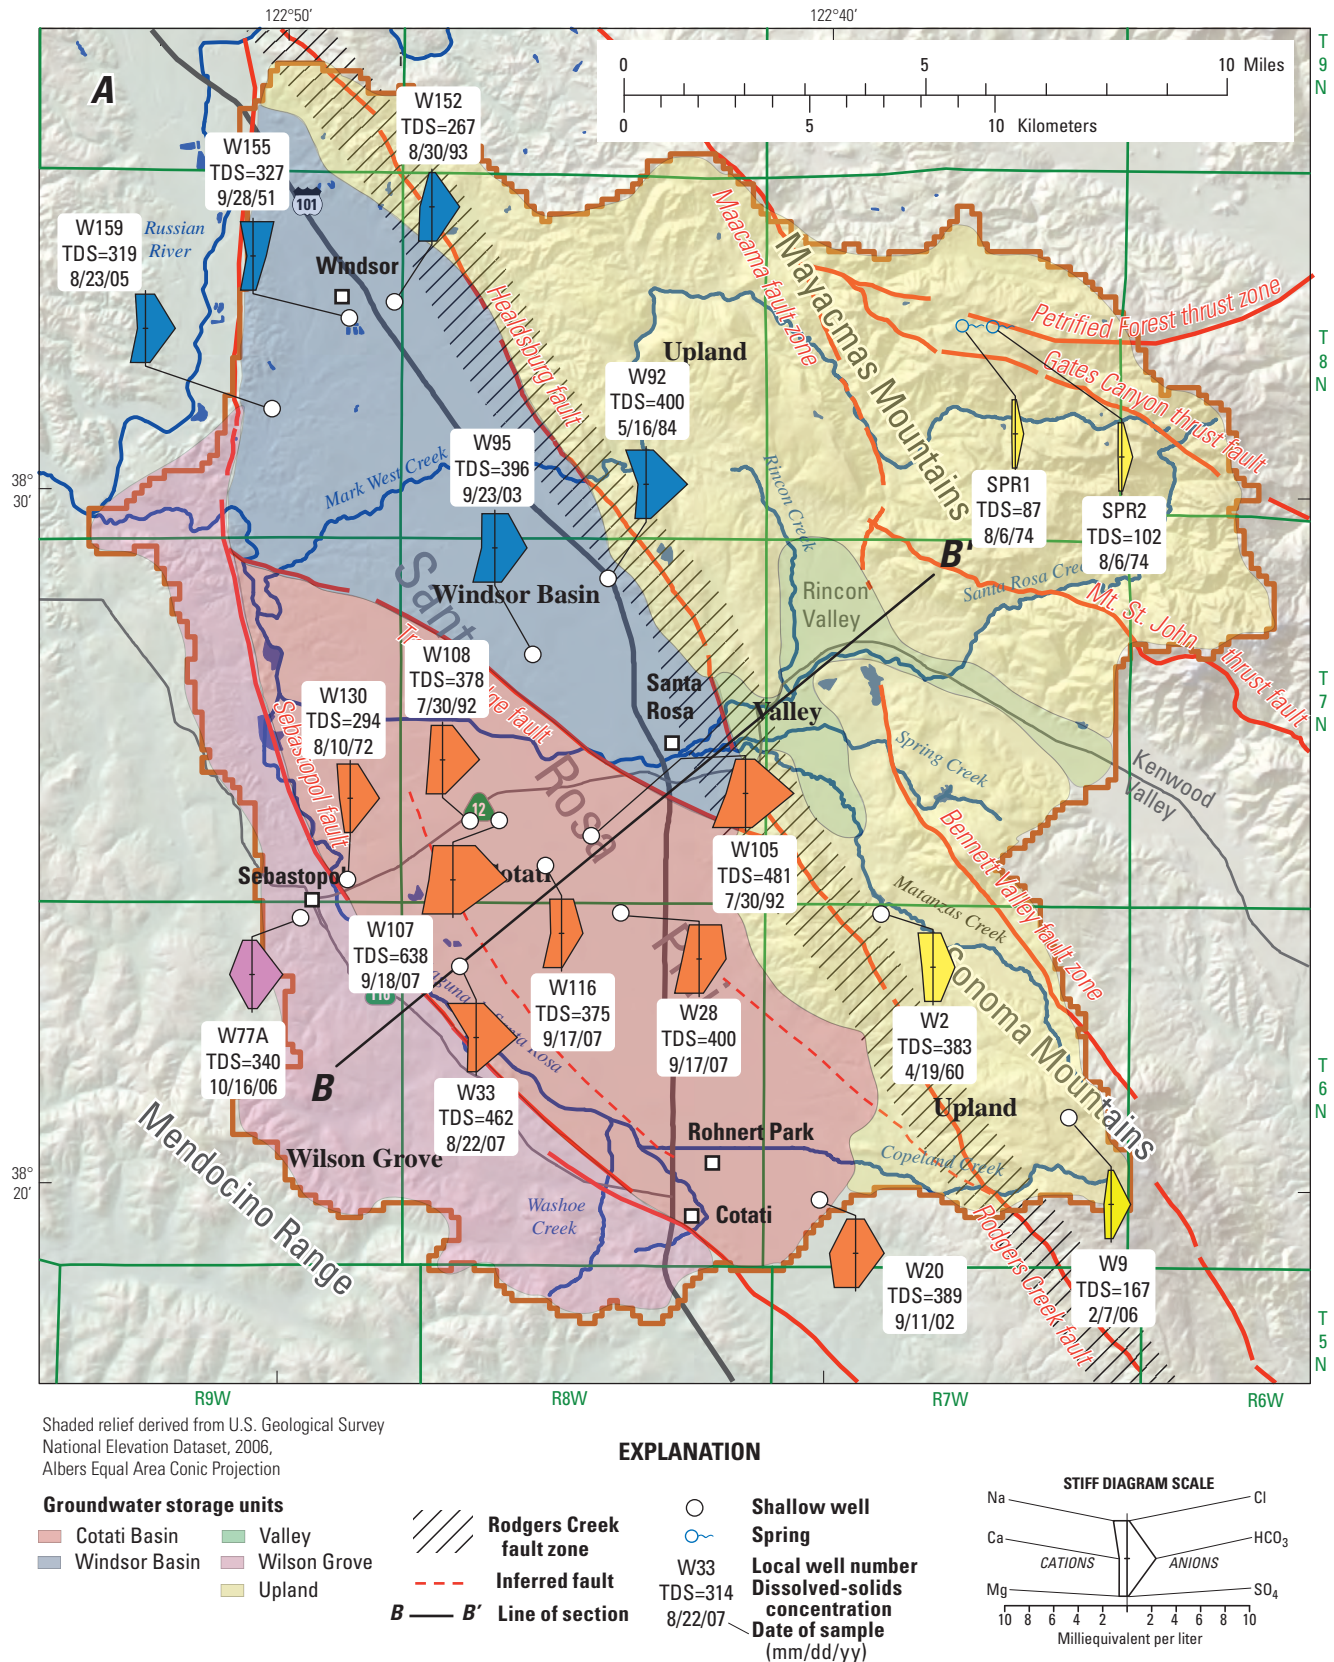 122°50'
122°40'
A
0 5 10 Miles
0 5 10 Kilometers
T
9
N
W152
TDS=267
8/30/93
W155
TDS=327
9/28/51
101
W159
TDS=319
8/23/05
Russian
River
Windsor
Healdsburg fault
Maacama fault zone
Mayacmas Mountains
Petrified Forest thrust zone
Gates Canyon thrust fault
T
8
N
Upland
W92
TDS=400
5/16/84
W95
TDS=396
9/23/03
Mark West Creek
Rincon Creek
38°
30'
SPR1
TDS=87
8/6/74
SPR2
TDS=102
8/6/74
B'
Santa Rosa Cree
Windsor Basin
Rincon
Valley
Mt. St. John
thrust fault
T
7
N
W108
TDS=378
7/30/92
ge fault
W130
TDS=294
8/10/72
Sebastopol fault
Santa
Rosa
Valley
Spring Creek
Kenwood
Valley
Bennett Valley fault zone
12
Santa
Rosa
Sebastopol
otati
W105
TDS=481
7/30/92
Matanzas Creek
W107
TDS=638
9/18/07
116
W116
TDS=375
9/17/07
W28
TDS=400
9/17/07
W2
TDS=383
4/19/60
Sonoma Mountains
W77A
TDS=340
10/16/06
B
W33
TDS=462
8/22/07
Upland
T
6
N
Mendocino Range
Wilson Grove
Rohnert Park
Copeland Creek
38°
20'
Washoe
Creek
Cotati
Rodgers Creek fault
W20
TDS=389
9/11/02
W9
TDS=167
2/7/06
T
5
N
R9W R8W R7W R6W
Shaded relief derived from U.S. Geological Survey
National Elevation Dataset, 2006,
Albers Equal Area Conic Projection
EXPLANATION
Groundwater storage units
Cotati Basin
Windsor Basin
Valley
Wilson Grove
Upland
Rodgers Creek
fault zone
Inferred fault
B B' Line of section
Shallow well
Spring
W33 Local well number
TDS=314 Dissolved-solids
concentration
8/22/07 Date of sample
(mm/dd/yy)
STIFF DIAGRAM SCALE
Na Cl
Ca HCO3
CATIONS ANIONS
Mg SO4
10 8 6 4 2 2 4 6 8 10
Milliequivalent per liter